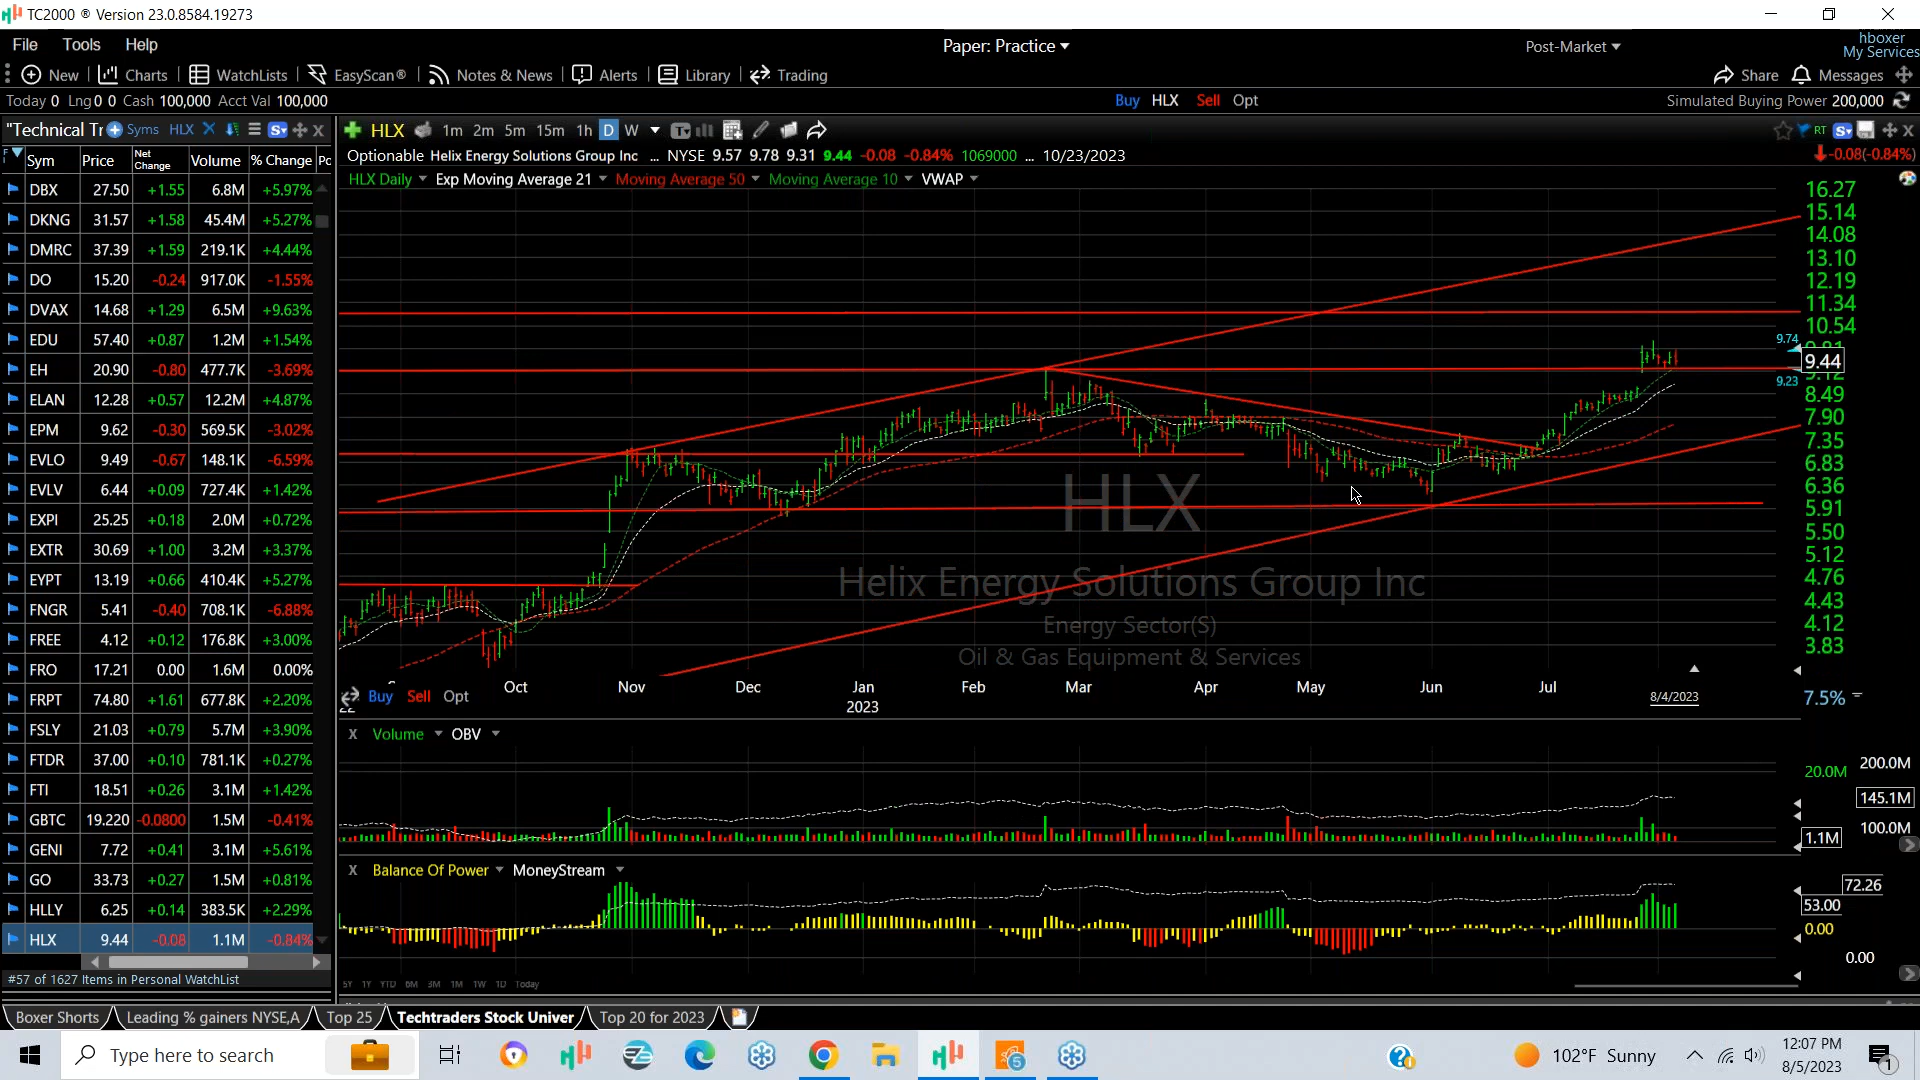 TC2000 ® Version 23.0.8584.19273
File Tools Help
Paper: Practice
Post-Market
hboxer
My Services
New Charts WatchLists EasyScan® Notes & News Alerts Library Trading
Share Messages
Today 0 Lng 0 0 Cash 100,000 Acct Val 100,000
Buy HLX Sell Opt
Simulated Buying Power 200,000
"Technical Tr Syms HLX
HLX 1m 2m 5m 15m 1h D W
RT
Optionable Helix Energy Solutions Group Inc ... NYSE 9.57 9.78 9.31 9.44 -0.08 -0.84% 1069000 ... 10/23/2023
-0.08(-0.84%)
HLX Daily Exp Moving Average 21 Moving Average 50 Moving Average 10 VWAP
Sym Price Net Change Volume % Change Pc
DBX 27.50 +1.55 6.8M +5.97%
DKNG 31.57 +1.58 45.4M +5.27%
DMRC 37.39 +1.59 219.1K +4.44%
DO 15.20 -0.24 917.0K -1.55%
DVAX 14.68 +1.29 6.5M +9.63%
EDU 57.40 +0.87 1.2M +1.54%
EH 20.90 -0.80 477.7K -3.69%
ELAN 12.28 +0.57 12.2M +4.87%
EPM 9.62 -0.30 569.5K -3.02%
EVLO 9.49 -0.67 148.1K -6.59%
EVLV 6.44 +0.09 727.4K +1.42%
EXPI 25.25 +0.18 2.0M +0.72%
EXTR 30.69 +1.00 3.2M +3.37%
EYPT 13.19 +0.66 410.4K +5.27%
FNGR 5.41 -0.40 708.1K -6.88%
FREE 4.12 +0.12 176.8K +3.00%
FRO 17.21 0.00 1.6M 0.00%
FRPT 74.80 +1.61 677.8K +2.20%
FSLY 21.03 +0.79 5.7M +3.90%
FTDR 37.00 +0.10 781.1K +0.27%
FTI 18.51 +0.26 3.1M +1.42%
GBTC 19.220 -0.0800 1.5M -0.41%
GENI 7.72 +0.41 3.1M +5.61%
GO 33.73 +0.27 1.5M +0.81%
HLLY 6.25 +0.14 383.5K +2.29%
HLX 9.44 -0.08 1.1M -0.84%
#57 of 1627 Items in Personal WatchList
16.27
15.14
14.08
13.10
12.19
11.34
10.54
9.74
9.44
9.23
8.49
7.90
7.35
6.83
6.36
5.91
5.50
5.12
4.76
4.43
4.12
3.83
7.5%
HLX
Helix Energy Solutions Group Inc
Energy Sector(S)
Oil & Gas Equipment & Services
Oct Nov Dec Jan Feb Mar Apr May Jun Jul
2023
8/4/2023
Buy Sell Opt
22
X Volume OBV
20.0M 200.0M
145.1M
1.1M 100.0M
X Balance Of Power MoneyStream
72.26
53.00
0.00
0.00
5Y 1Y YTD 6M 3M 1M 1W 1D Today
Boxer Shorts Leading % gainers NYSE,A Top 25 Techtraders Stock Univer Top 20 for 2023
Type here to search
102°F Sunny
12:07 PM
8/5/2023